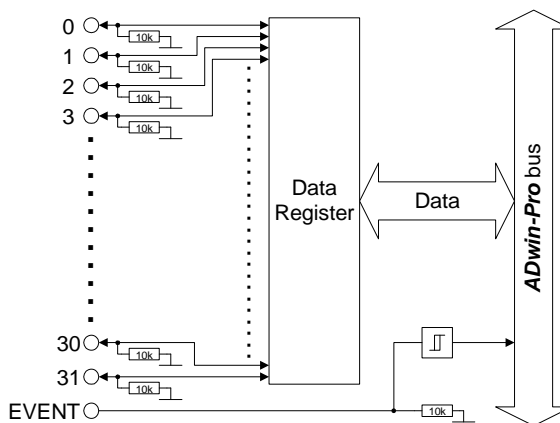 0
10k
1
10k
2
10k
3
10k
Data
Register
Data
ADwin-Pro bus
30
10k
31
10k
EVENT
10k